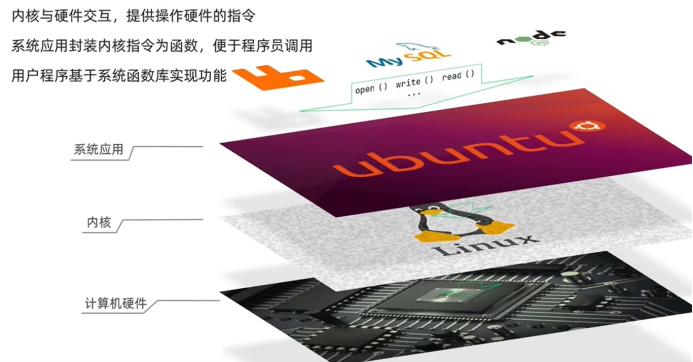 内核与硬件交互，提供操作硬件的指令
系统应用封装内核指令为函数，便于程序员调用
用户程序基于系统函数库实现功能
MySQL
node
open () write () read ()
...
系统应用
ubuntu
内核
Linux
计算机硬件